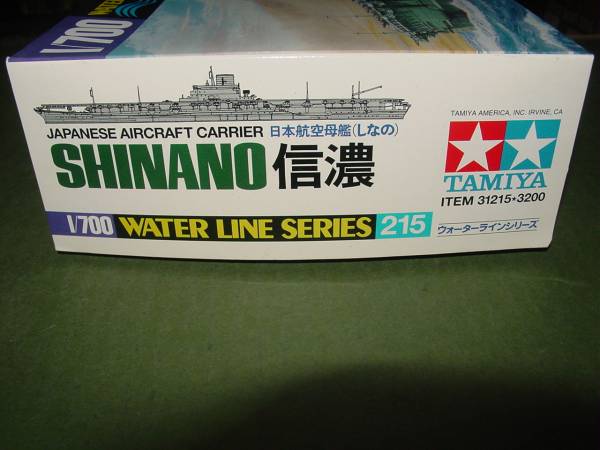 1/700
JAPANESE AIRCRAFT CARRIER 日本航空母艦(しなの)
SHINANO 信濃
1/700 WATER LINE SERIES 215
TAMIYA AMERICA, INC. IRVINE, CA
TAMIYA
ITEM 31215★3200
ウォーターラインシリーズ